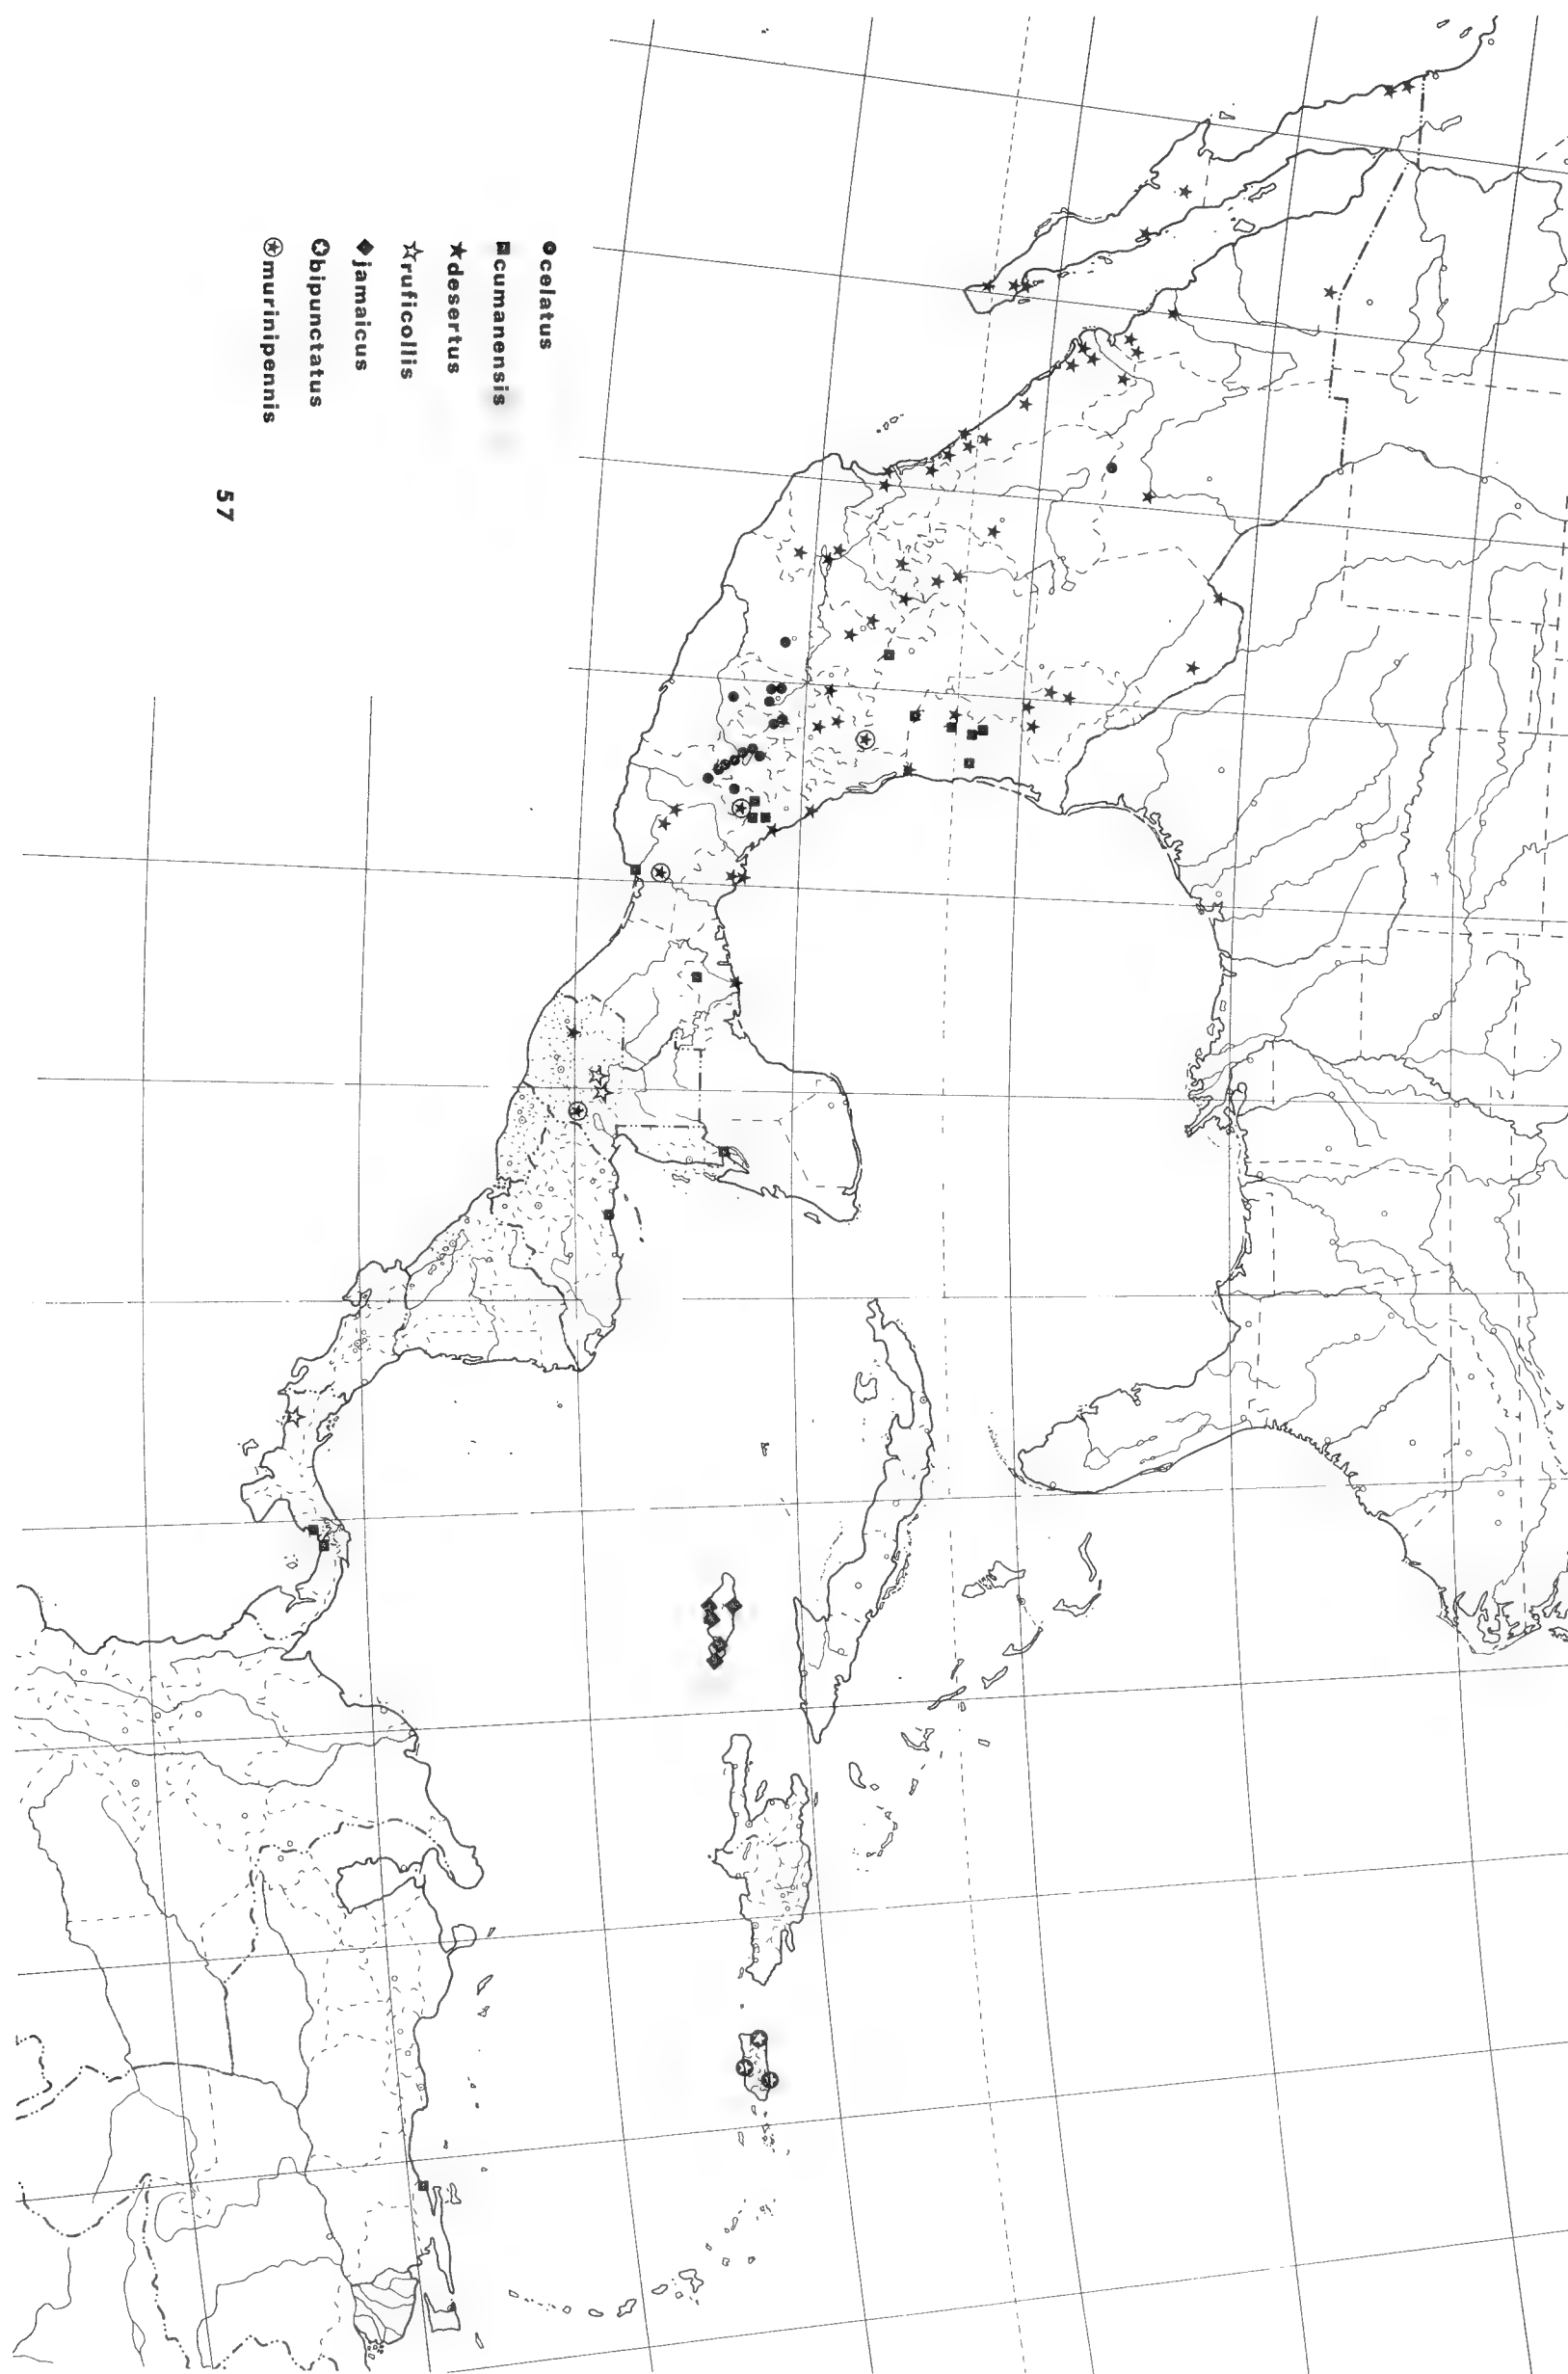 celatus
cumanensis
desertus
ruficollis
jamaicus
bipunctatus
murinipennis
57